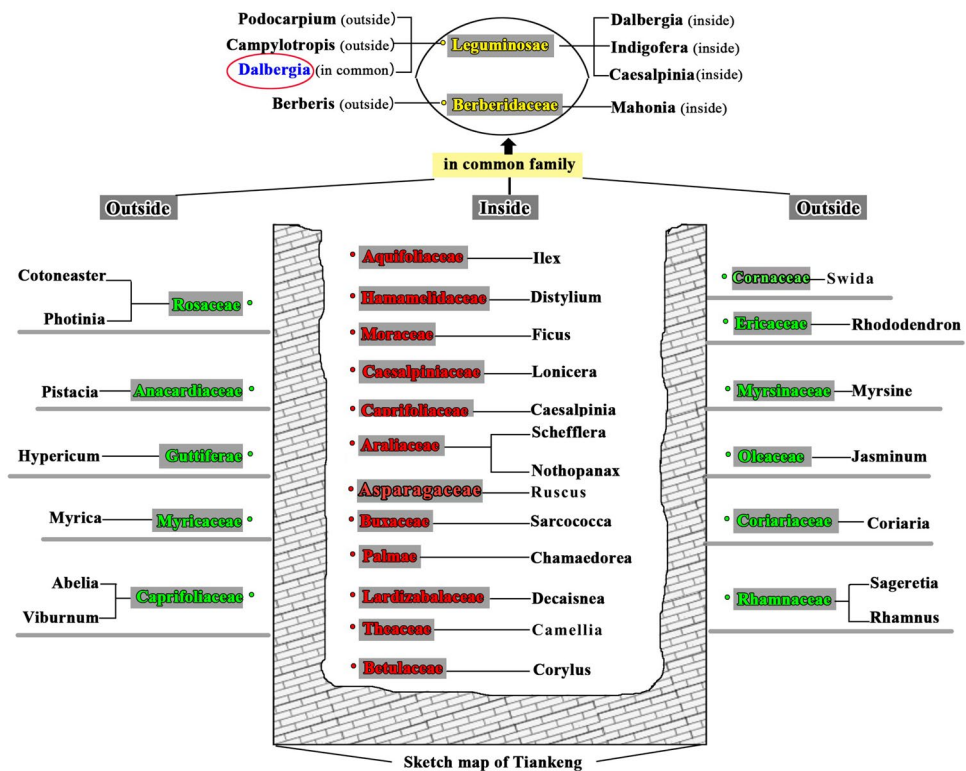 Podocarpium (outside)
Campylotropis (outside)
Dalbergia (in common)
Berberis (outside)
Leguminosae
Berberidaceae
Dalbergia (inside)
Indigofera (inside)
Caesalpinia (inside)
Mahonia (inside)
in common family
Outside
Inside
Outside
Cotoneaster
Photinia
Rosaceae
Pistacia
Anacardiaceae
Hypericum
Guttiferae
Myrica
Myricaceae
Abelia
Viburnum
Caprifoliaceae
Aquifoliaceae
Ilex
Hamamelidaceae
Distylium
Moraceae
Ficus
Caesalpiniaceae
Lonicera
Caprifoliaceae
Caesalpinia
Araliaceae
Schefflera
Nothopanax
Asparagaceae
Ruscus
Buxaceae
Sarcococca
Palmae
Chamaedorea
Lardizabalaceae
Decaisnea
Theaceae
Camellia
Betulaceae
Corylus
Cornaceae
Swida
Ericaceae
Rhododendron
Myrsinaceae
Myrsine
Oleaceae
Jasminum
Coriariaceae
Coriaria
Rhamnaceae
Sageretia
Rhamnus
Sketch map of Tiankeng